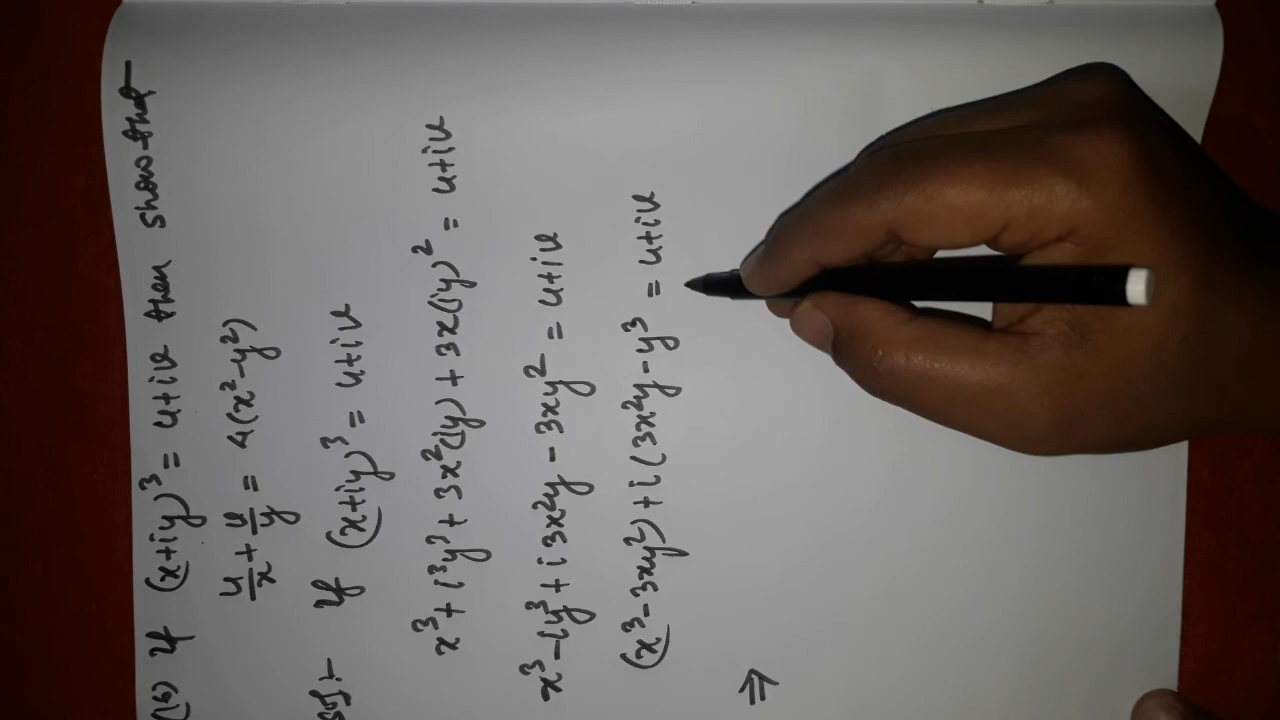 (16) If (x+iy)³ = u+iv then show that
u/x + v/y = 4(x²-y²)
Sol:- If (x+iy)³ = u+iv
x³ + i³y³ + 3x²(iy) + 3x(iy)² = u+iv
x³ - iy³ + i3x²y - 3xy² = u+iv
(x³ - 3xy²) + i(3x²y - y³ = u+iv
⇒